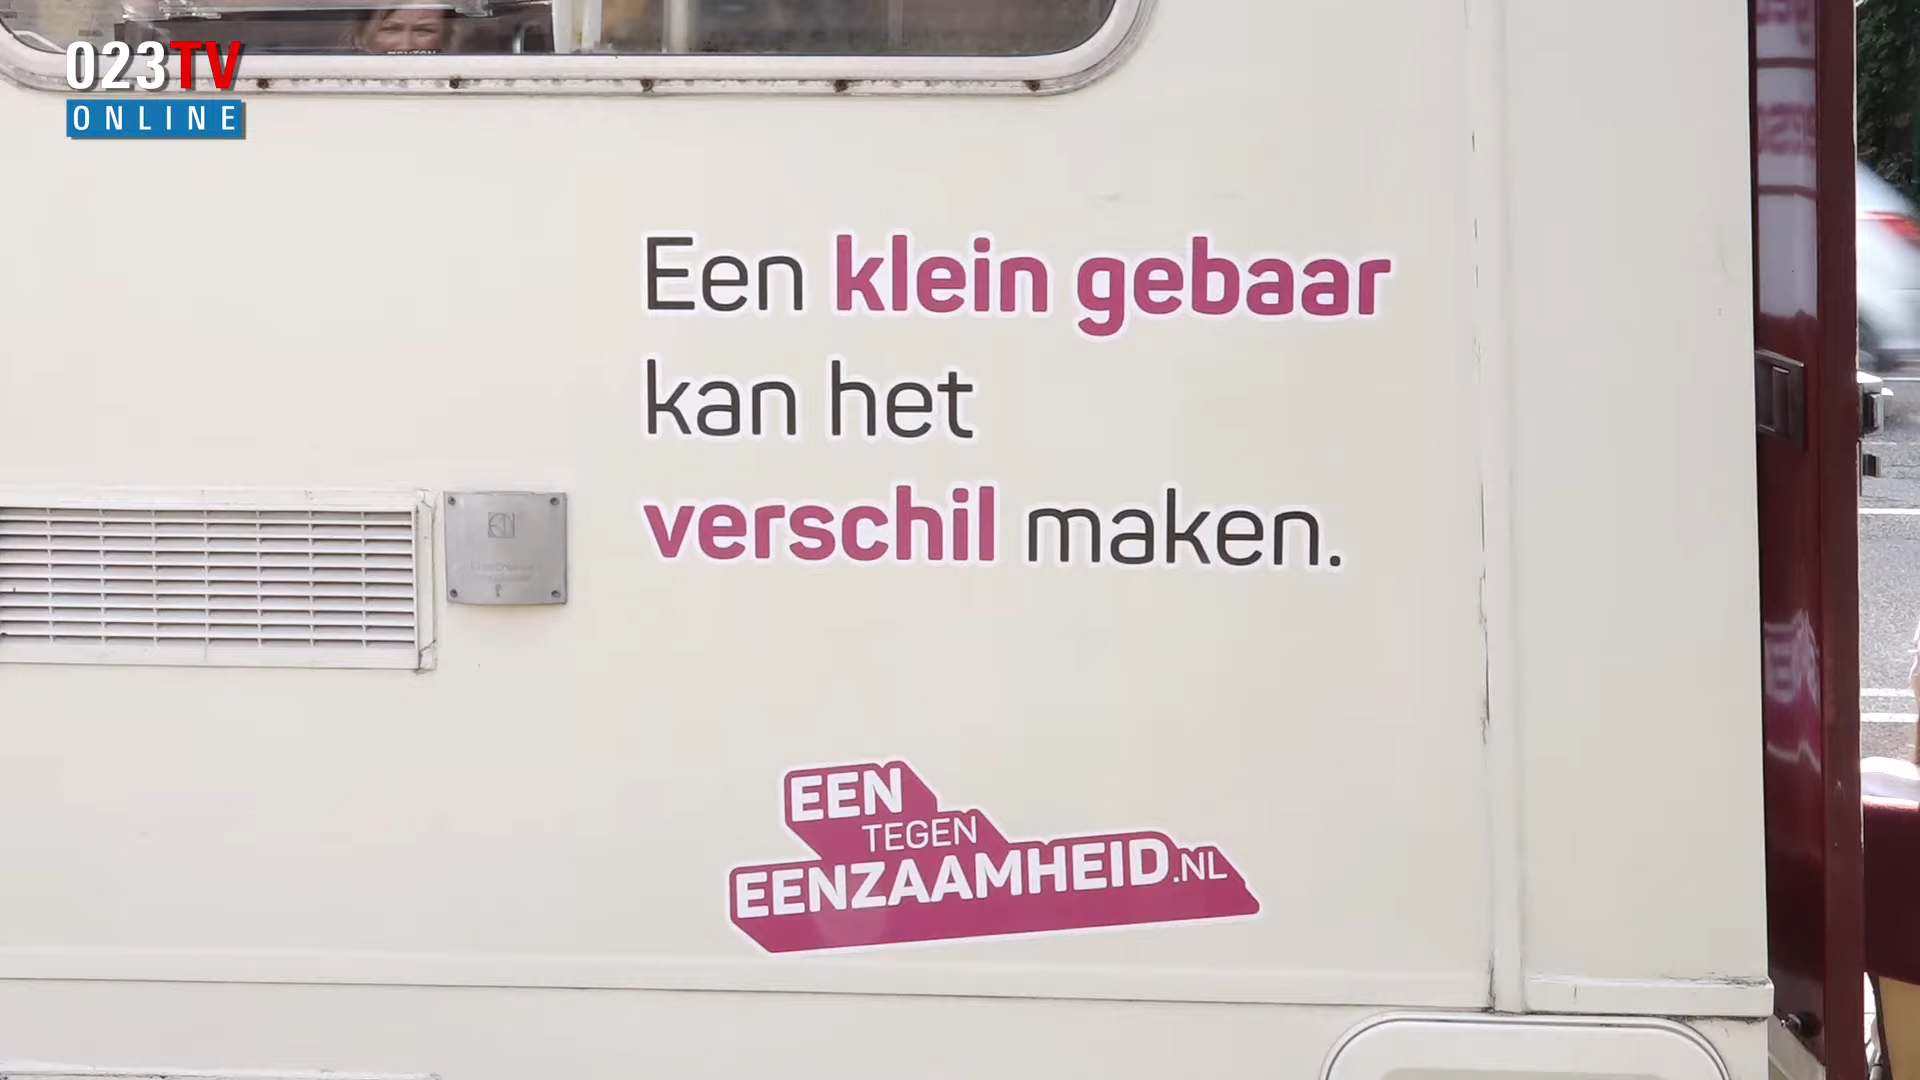 023TV
ONLINE
Een klein gebaar
kan het
verschil maken.
EEN
TEGEN
EENZAAMHEID.NL